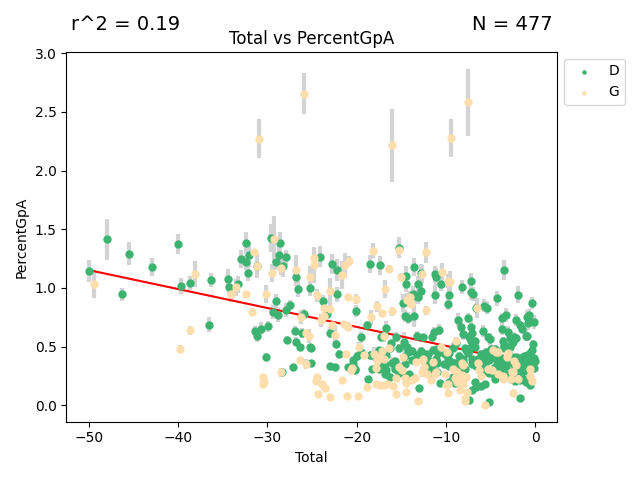 r^2 = 0.19
N = 477
Total vs PercentGpA
D
G
3.0
2.5
2.0
1.5
1.0
0.5
0.0
PercentGpA
−50
−40
−30
−20
−10
0
Total